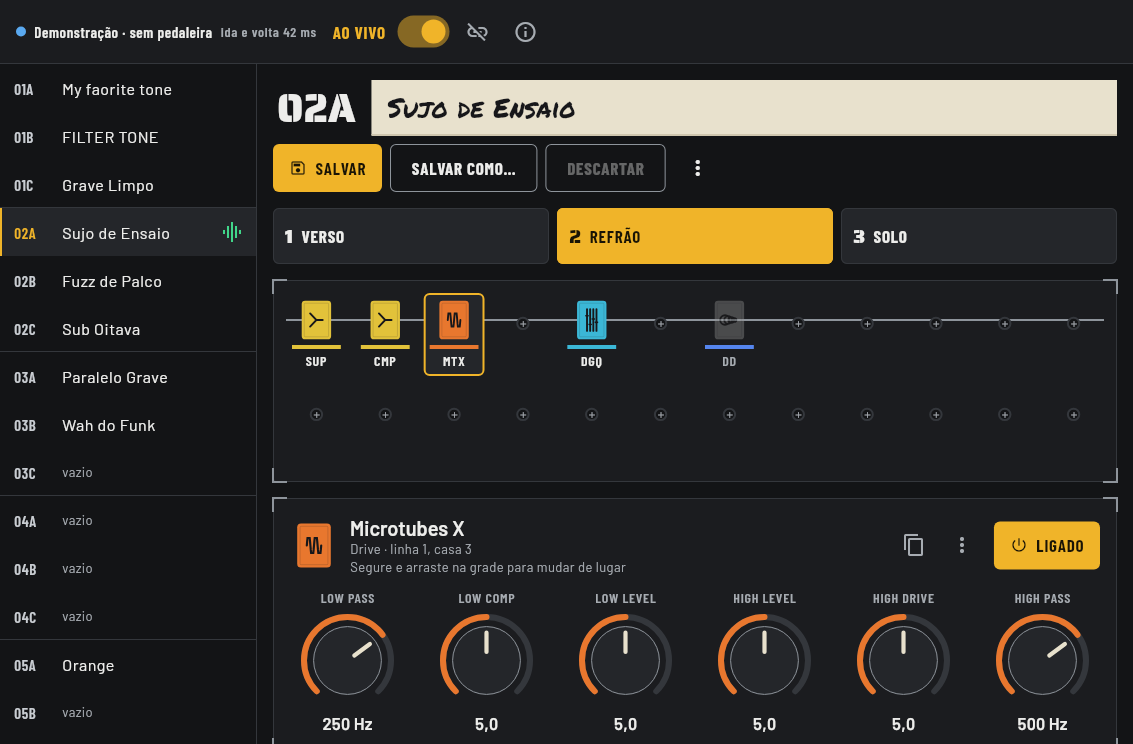 Demonstração · sem pedaleira Ida e volta 42 ms AO VIVO
01A My faorite tone
01B FILTER TONE
01C Grave Limpo
02A Sujo de Ensaio
02B Fuzz de Palco
02C Sub Oitava
03A Paralelo Grave
03B Wah do Funk
03C vazio
04A vazio
04B vazio
04C vazio
05A Orange
05B vazio
02A Sujo de Ensaio
SALVAR SALVAR COMO... DESCARTAR
1 VERSO 2 REFRÃO 3 SOLO
SUP CMP MTX DGQ DD
Microtubes X
Drive · linha 1, casa 3
Segure e arraste na grade para mudar de lugar
LIGADO
LOW PASS LOW COMP LOW LEVEL HIGH LEVEL HIGH DRIVE HIGH PASS
250 Hz 5,0 5,0 5,0 5,0 500 Hz